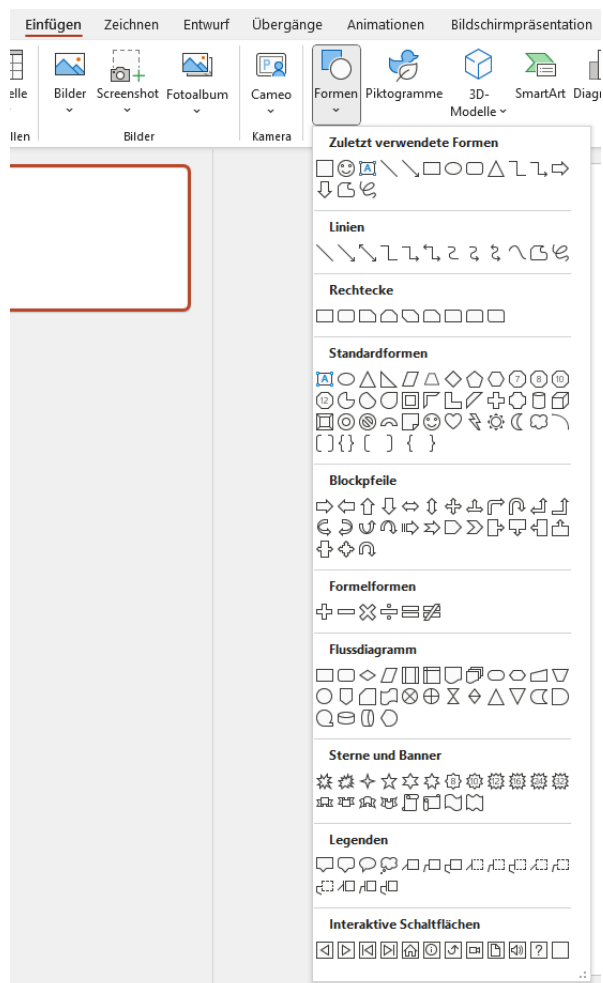 Einfügen Zeichnen Entwurf Übergänge Animationen Bildschirmpräsentation
elle Bilder Screenshot Fotoalbum Cameo Formen Piktogramme 3D- SmartArt Diagr
Modelle
llen Bilder Kamera
Zuletzt verwendete Formen
Linien
Rechtecke
Standardformen
Blockpfeile
Formelformen
Flussdiagramm
Sterne und Banner
Legenden
Interaktive Schaltflächen